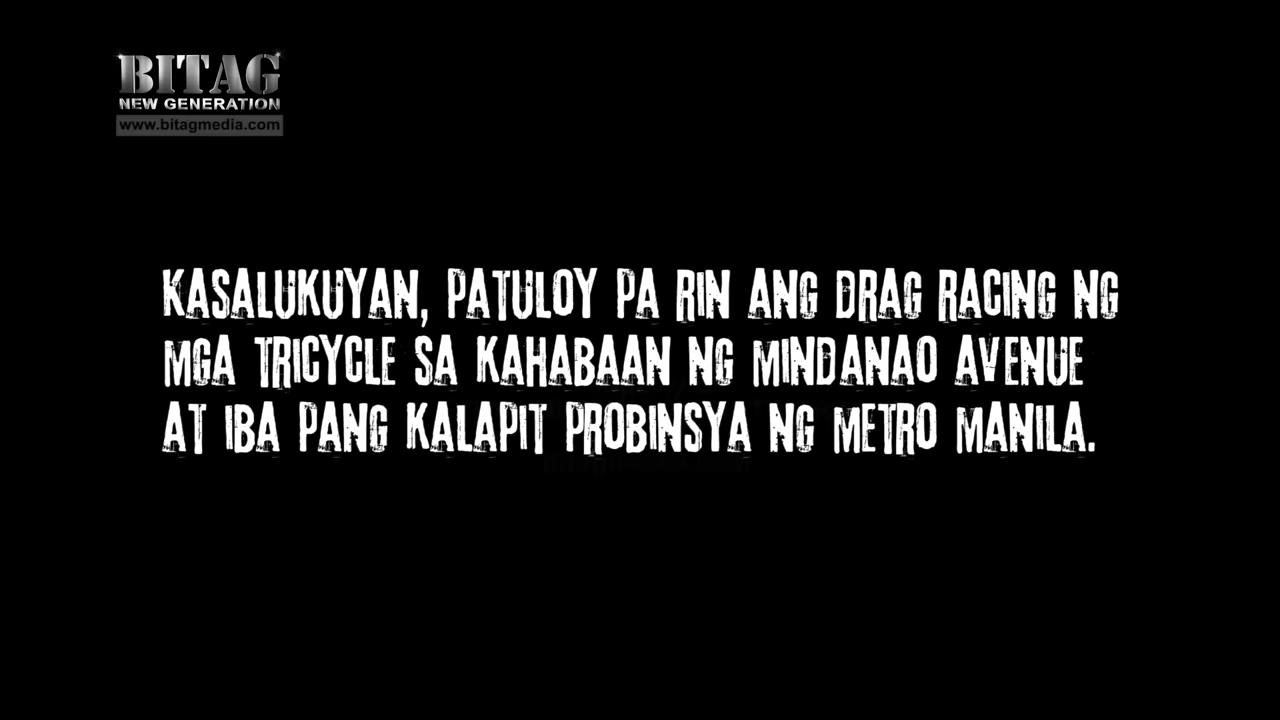 BITAG
NEW GENERATION
www.bitagmedia.com
KASALUKUYAN, PATULOY PA RIN ANG DRAG RACING NG
MGA TRICYCLE SA KAHABAAN NG MINDANAO AVENUE
AT IBA PANG KALAPIT PROBINSYA NG METRO MANILA.